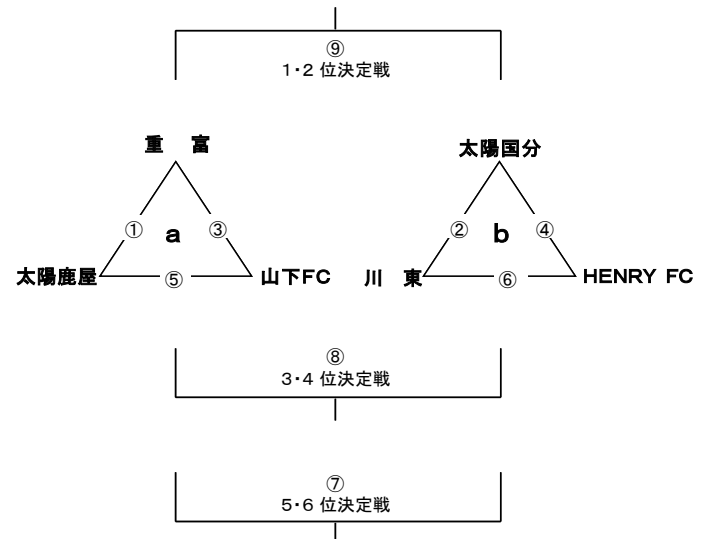 ⑨
1・2 位決定戦
重　富
太陽国分
① a ③
② b ④
太陽鹿屋 ⑤ 山下FC
川　東 ⑥ HENRY FC
⑧
3・4 位決定戦
⑦
5・6 位決定戦